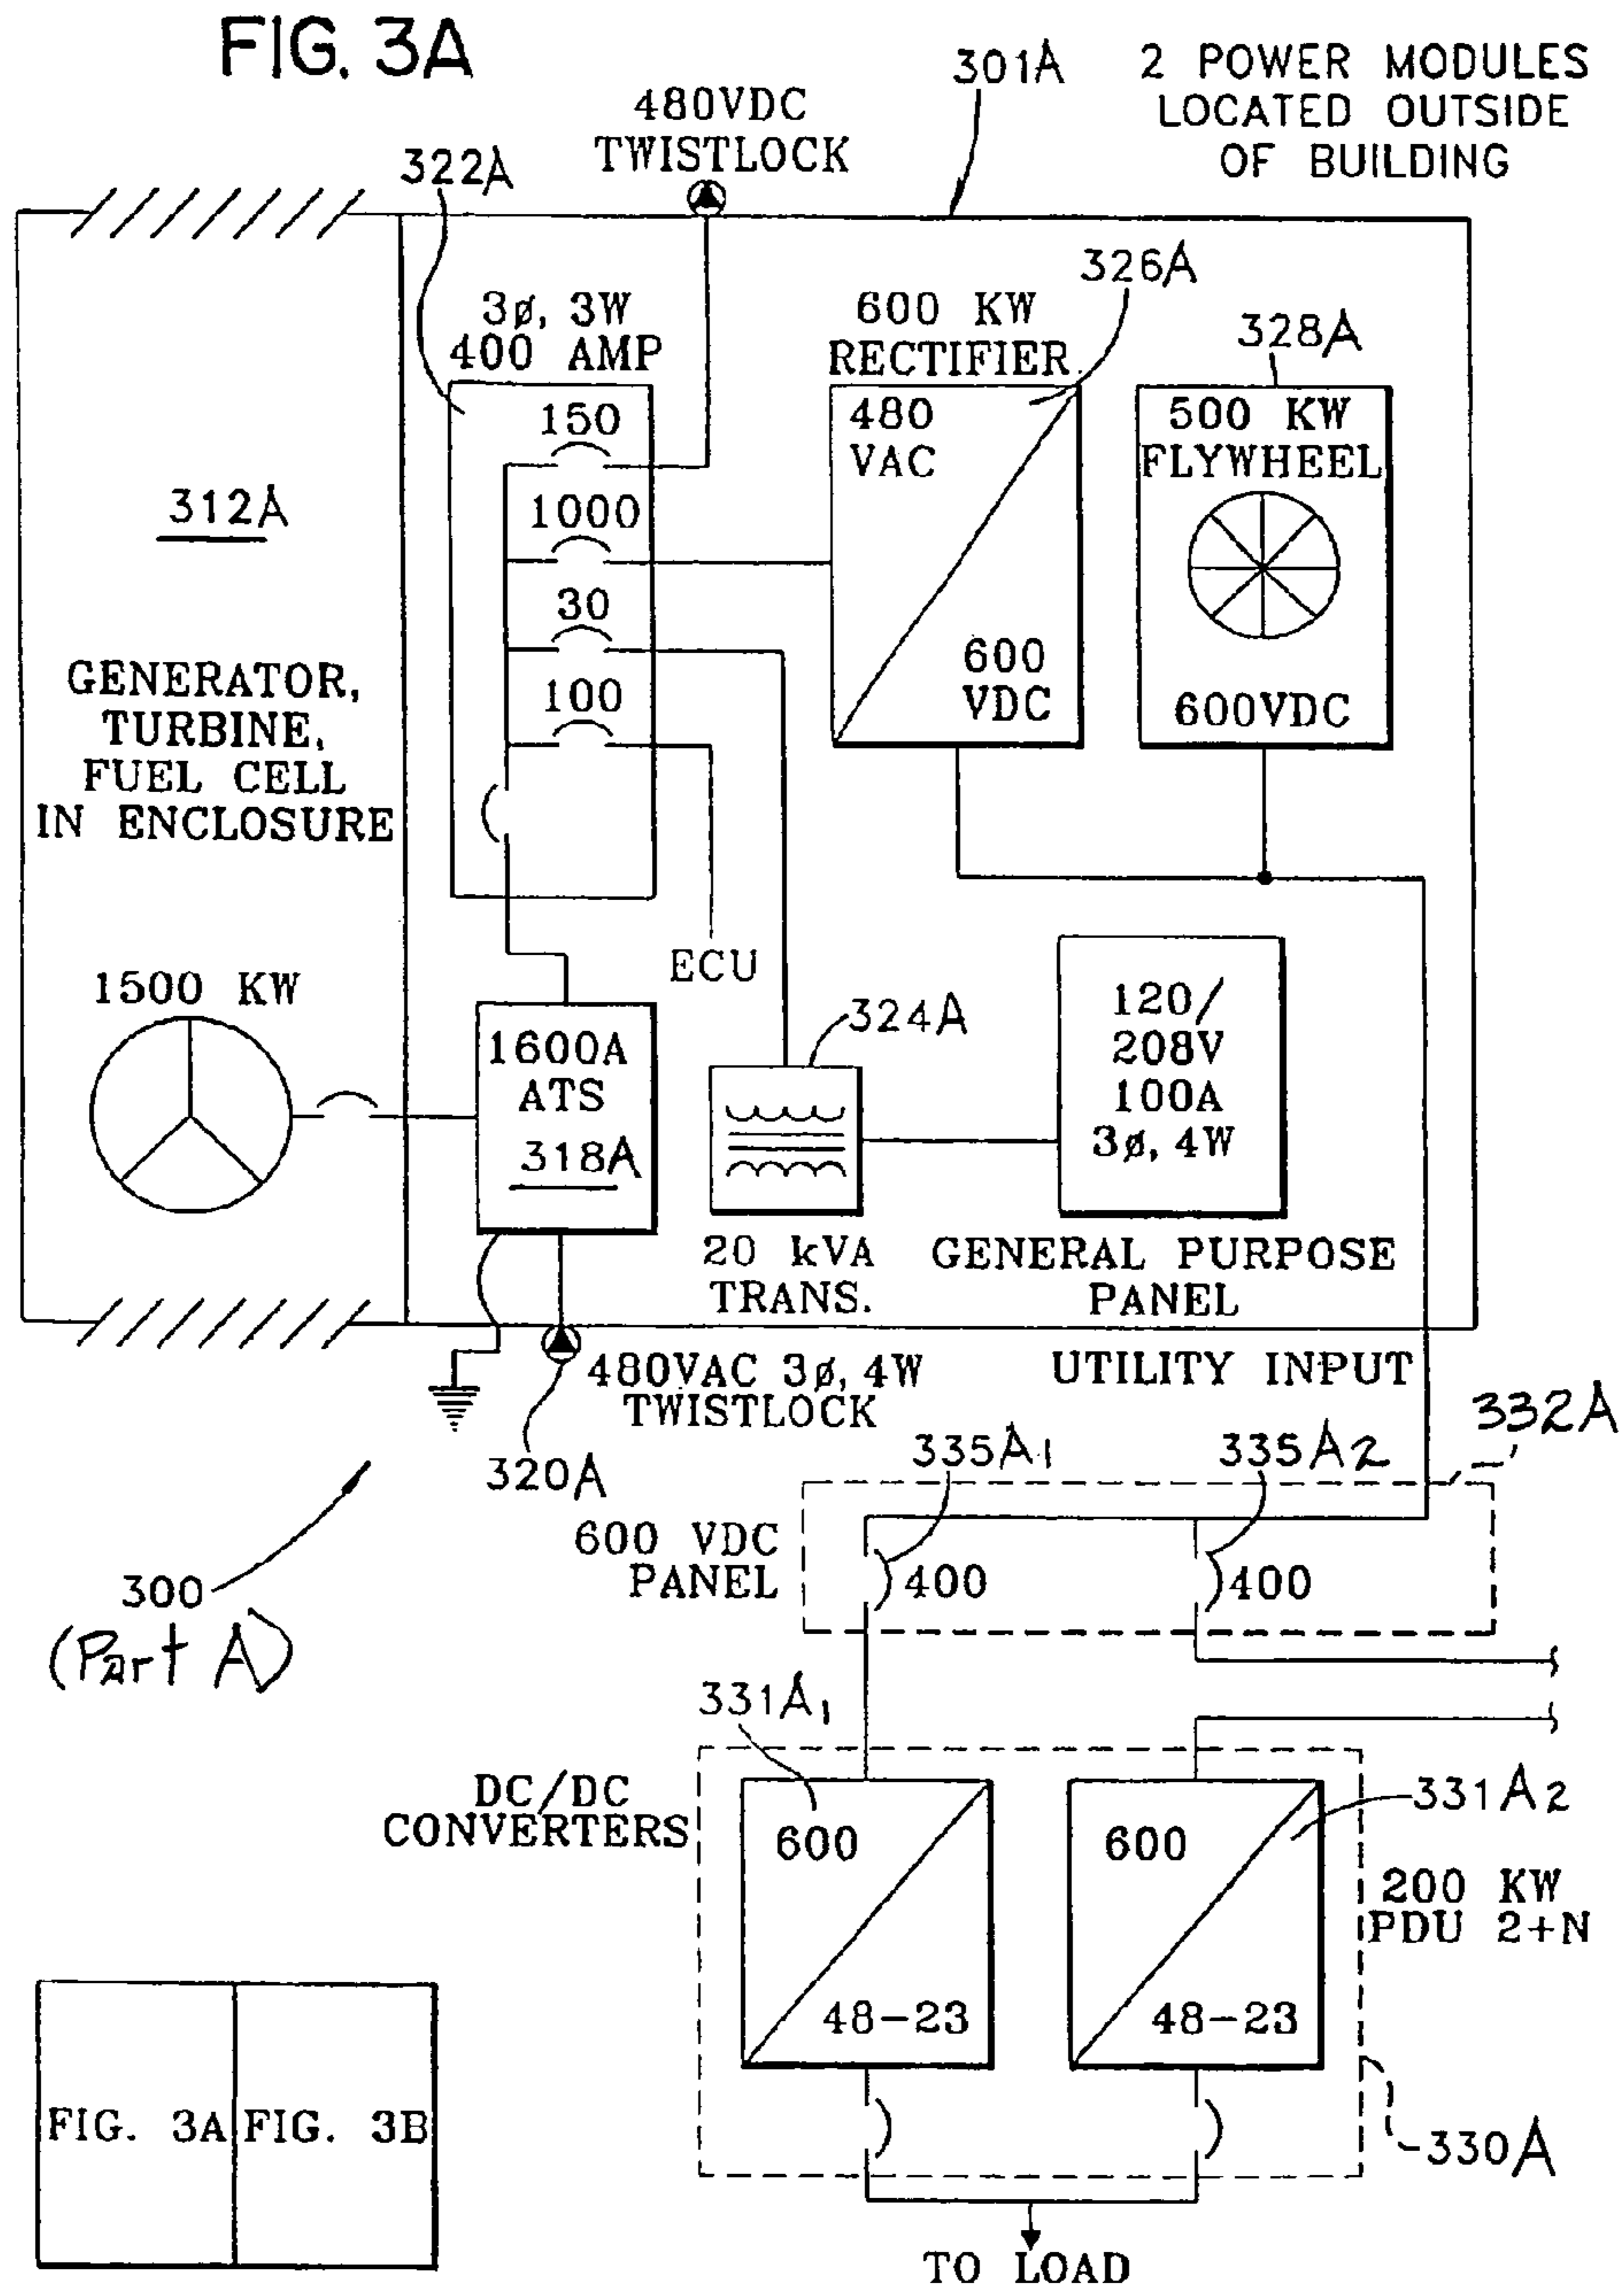 FIG. 3A
301A
2 POWER MODULES
LOCATED OUTSIDE
OF BUILDING
480VDC
TWISTLOCK
322A
326A
328A
3ø, 3W
400 AMP
600 KW
RECTIFIER
150
1000
30
100
480
VAC
600
VDC
500 KW
FLYWHEEL
600VDC
312A
GENERATOR,
TURBINE,
FUEL CELL
IN ENCLOSURE
ECU
1500 KW
1600A
ATS
318A
324A
120/
208V
100A
3ø, 4W
20 kVA
TRANS.
GENERAL PURPOSE
PANEL
480VAC 3ø, 4W
TWISTLOCK
UTILITY INPUT
320A
332A
335A1
335A2
600 VDC
PANEL
400
400
300
(Part A)
331A1
DC/DC
CONVERTERS
600
48-23
600
48-23
331A2
200 KW
PDU 2+N
330A
FIG. 3A
FIG. 3B
TO LOAD